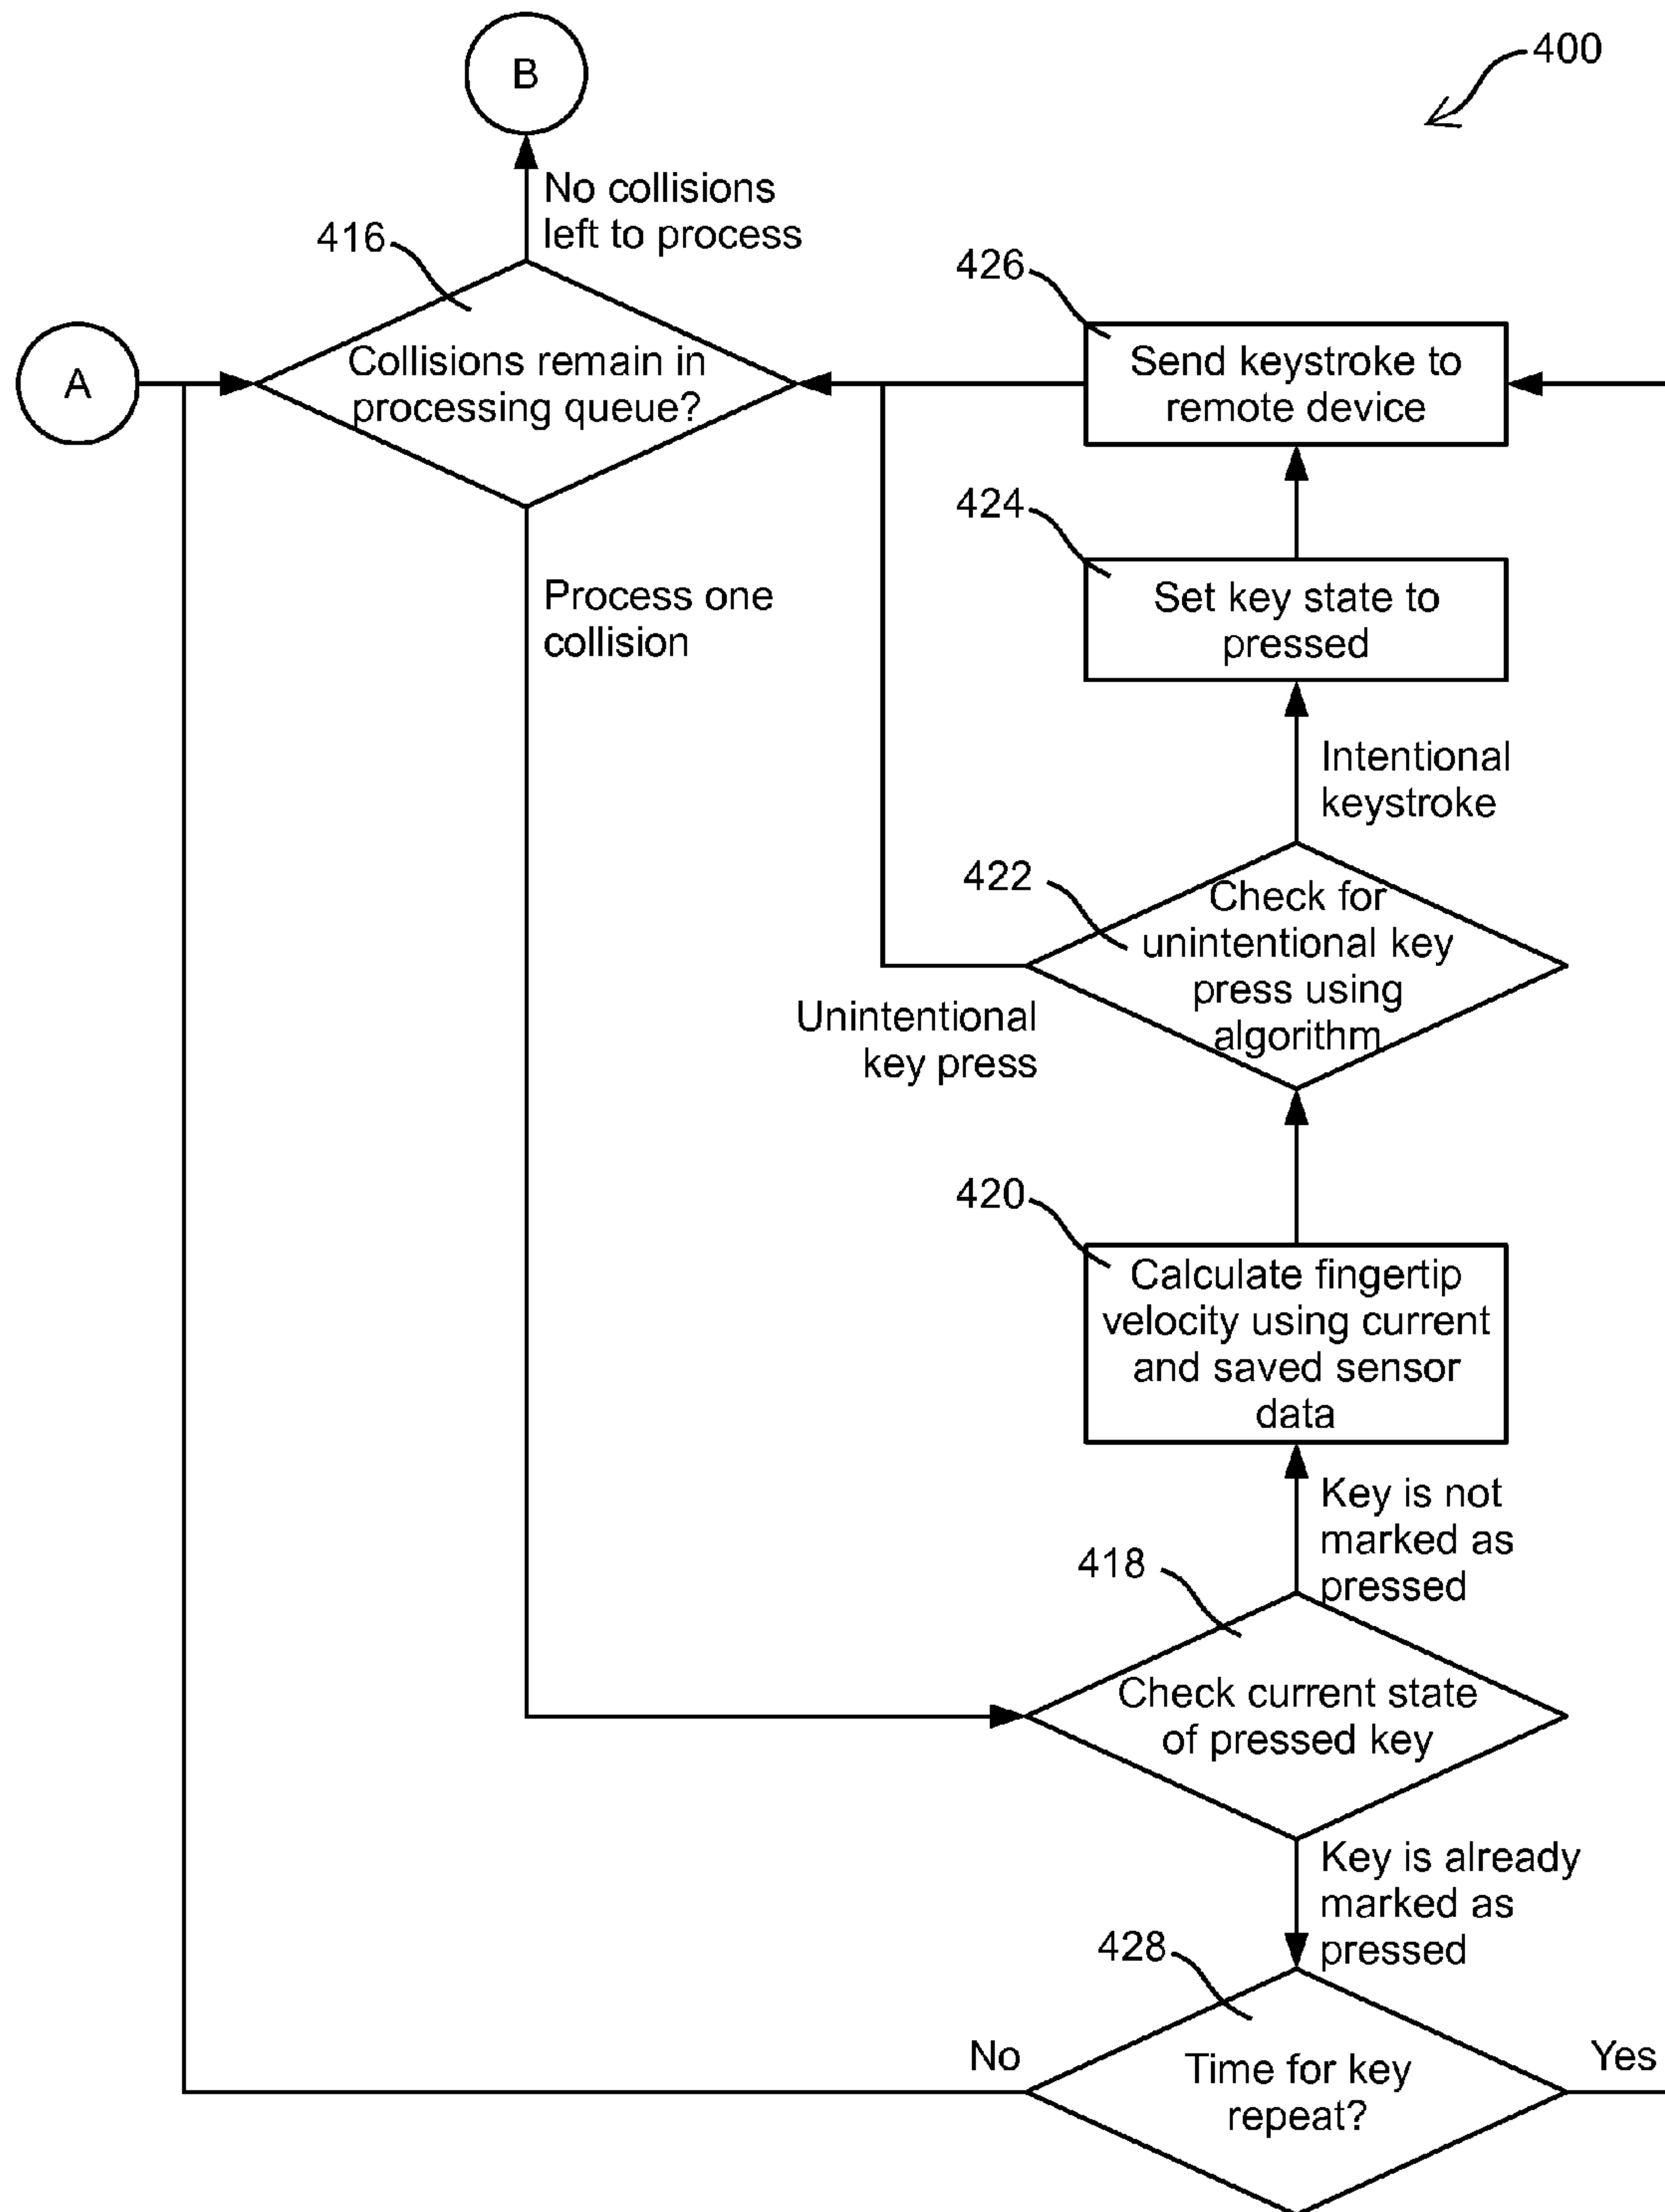 B
400
No collisions
left to process
416
A
Collisions remain in
processing queue?
426
Send keystroke to
remote device
424
Set key state to
pressed
Process one
collision
Intentional
keystroke
422
Check for
unintentional key
press using
algorithm
Unintentional
key press
420
Calculate fingertip
velocity using current
and saved sensor
data
Key is not
marked as
pressed
418
Check current state
of pressed key
Key is already
marked as
pressed
428
No
Time for key
repeat?
Yes